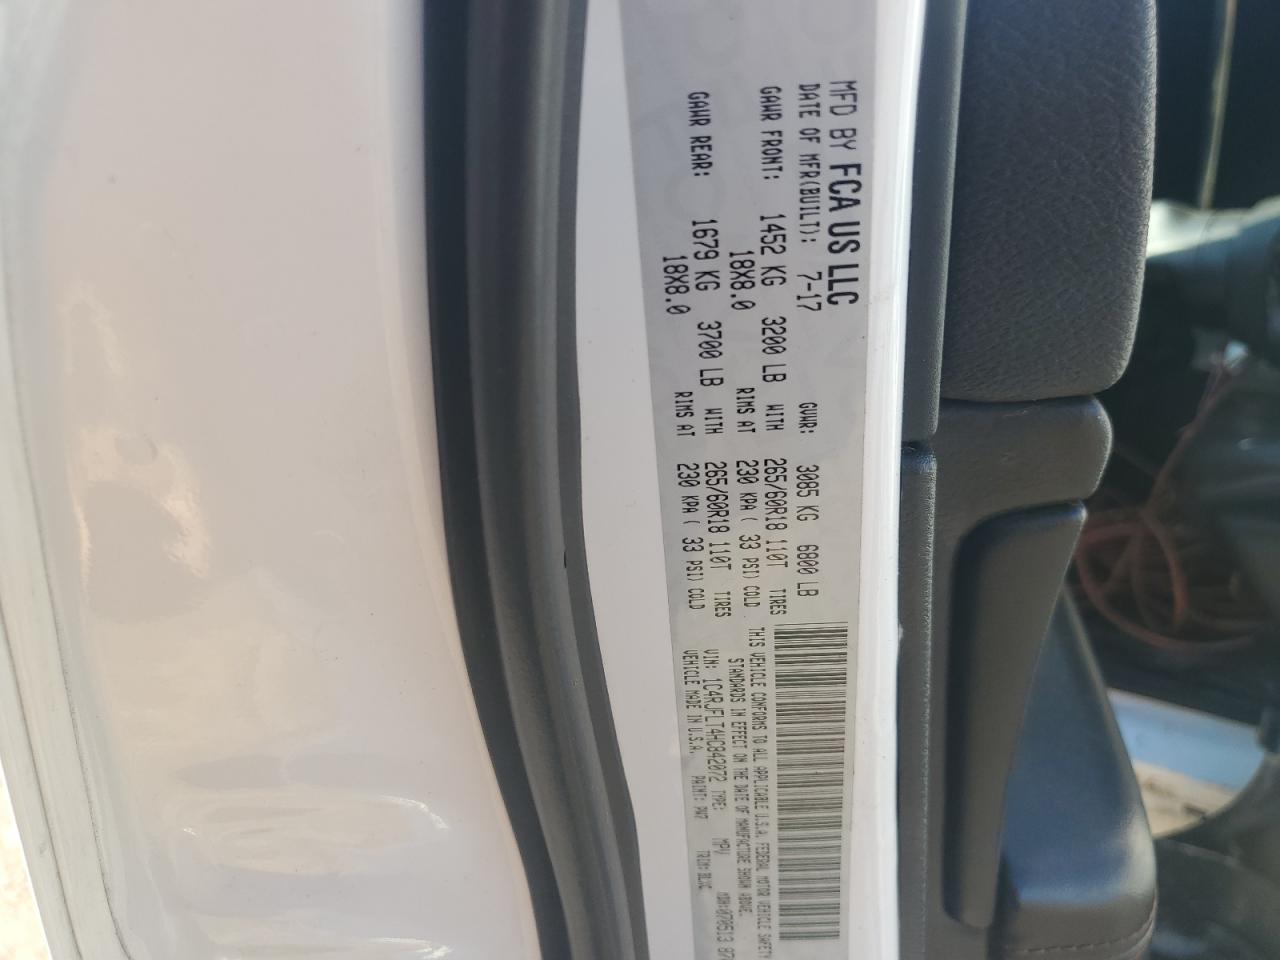 MFD BY FCA US LLC
DATE OF MFR(BUILT): 7-17 GVWR: 3085 KG 6800 LB
GAWR FRONT: 1452 KG 3200 LB WITH 265/60R18 110T TIRES
18X8.0 RIMS AT 230 KPA ( 33 PSI) COLD
GAWR REAR: 1679 KG 3700 LB WITH 265/60R18 110T TIRES
18X8.0 RIMS AT 230 KPA ( 33 PSI) COLD
THIS VEHICLE CONFORMS TO ALL APPLICABLE U.S.A. FEDERAL MOTOR VEHICLE SAFETY
STANDARDS IN EFFECT ON THE DATE OF MANUFACTURE SHOWN ABOVE.
VIN: 1C4RJFLT4HC842072 TYPE: MPV MDH:070513
VEHICLE MADE IN U.S.A. PAINT: PW7 TRIM: